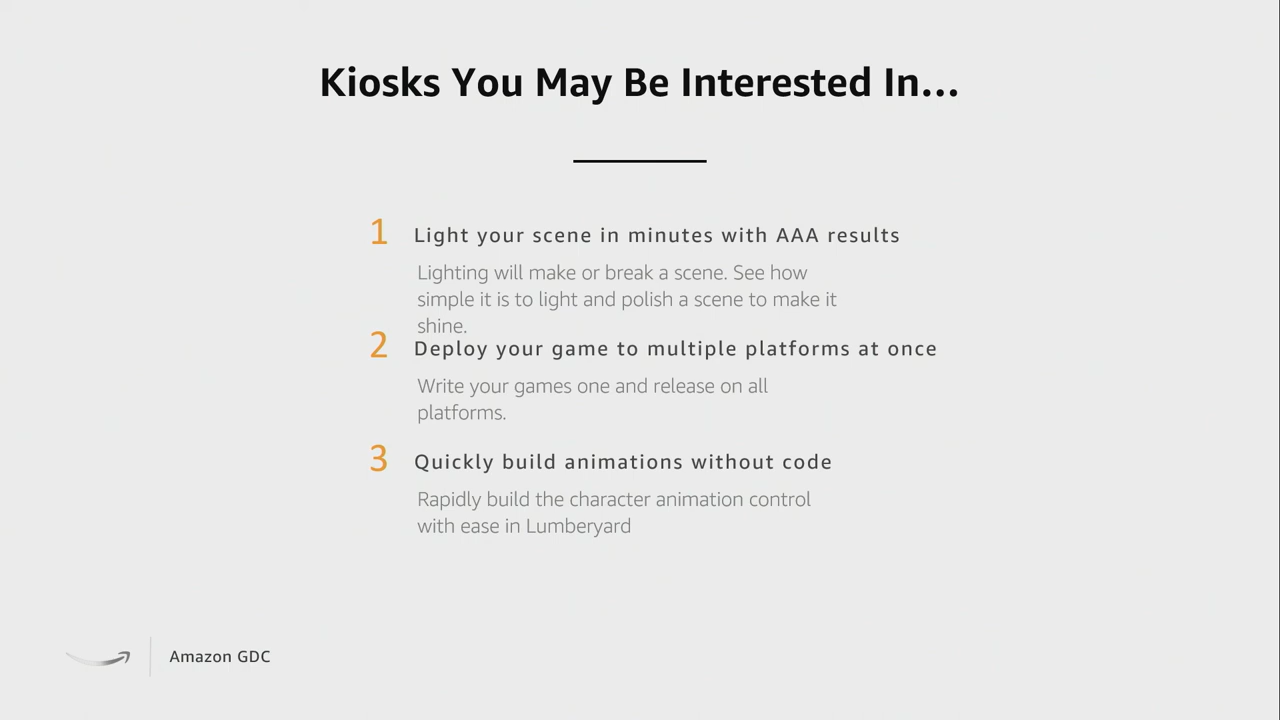 Kiosks You May Be Interested In...
1 Light your scene in minutes with AAA results
Lighting will make or break a scene. See how
simple it is to light and polish a scene to make it
shine.
2 Deploy your game to multiple platforms at once
Write your games one and release on all
platforms.
3 Quickly build animations without code
Rapidly build the character animation control
with ease in Lumberyard
Amazon GDC